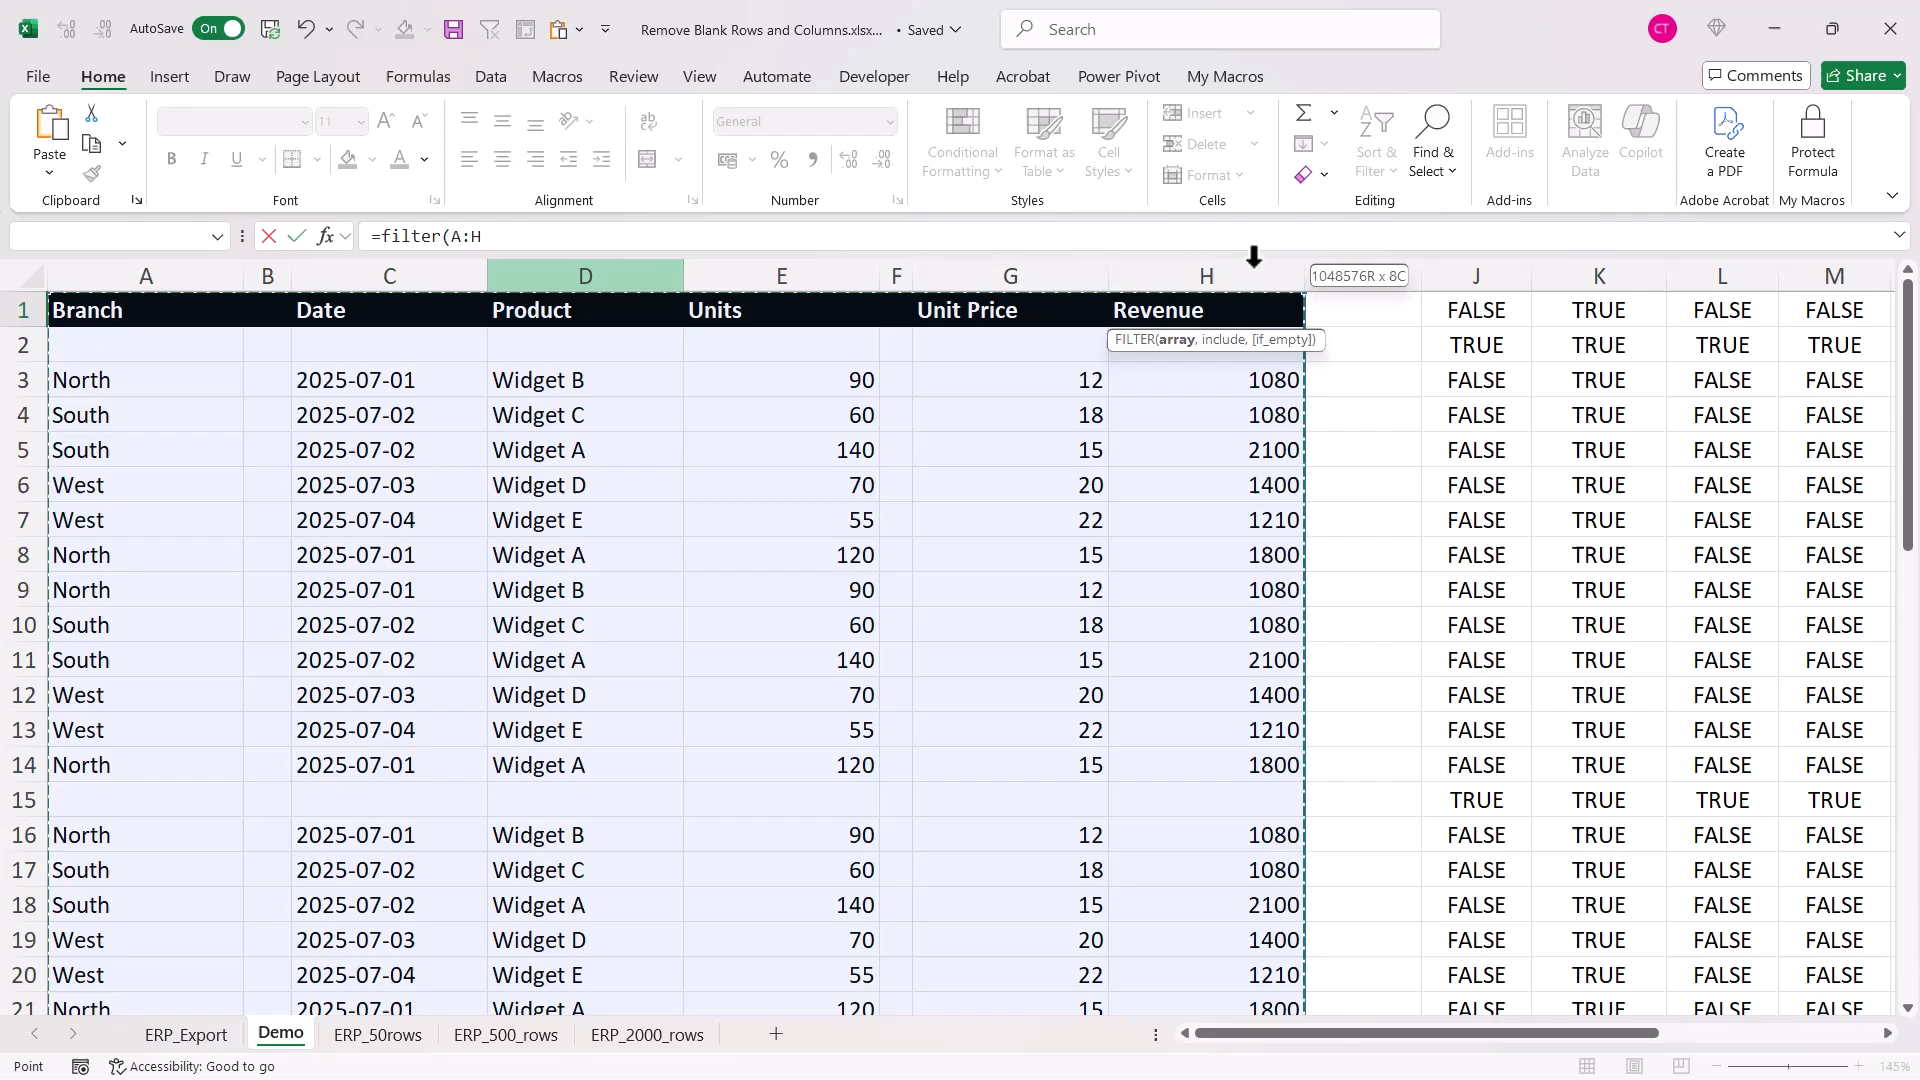 AutoSave On Remove Blank Rows and Columns.xlsx... • Saved Search CT
File Home Insert Draw Page Layout Formulas Data Macros Review View Automate Developer Help Acrobat Power Pivot My Macros Comments Share
11 General
Paste Conditional Formatting Format as Table Cell Styles Insert Delete Format Sort & Filter Find & Select Add-ins Analyze Data Copilot Create a PDF Protect Formula
Clipboard Font Alignment Number Styles Cells Editing Add-ins Adobe Acrobat My Macros
=filter(A:H
A B C D E F G H 1048576R x 8C J K L M
1 Branch Date Product Units Unit Price Revenue FALSE TRUE FALSE FALSE
FILTER(array, include, [if_empty])
2 TRUE TRUE TRUE TRUE
3 North 2025-07-01 Widget B 90 12 1080 FALSE TRUE FALSE FALSE
4 South 2025-07-02 Widget C 60 18 1080 FALSE TRUE FALSE FALSE
5 South 2025-07-02 Widget A 140 15 2100 FALSE TRUE FALSE FALSE
6 West 2025-07-03 Widget D 70 20 1400 FALSE TRUE FALSE FALSE
7 West 2025-07-04 Widget E 55 22 1210 FALSE TRUE FALSE FALSE
8 North 2025-07-01 Widget A 120 15 1800 FALSE TRUE FALSE FALSE
9 North 2025-07-01 Widget B 90 12 1080 FALSE TRUE FALSE FALSE
10 South 2025-07-02 Widget C 60 18 1080 FALSE TRUE FALSE FALSE
11 South 2025-07-02 Widget A 140 15 2100 FALSE TRUE FALSE FALSE
12 West 2025-07-03 Widget D 70 20 1400 FALSE TRUE FALSE FALSE
13 West 2025-07-04 Widget E 55 22 1210 FALSE TRUE FALSE FALSE
14 North 2025-07-01 Widget A 120 15 1800 FALSE TRUE FALSE FALSE
15 TRUE TRUE TRUE TRUE
16 North 2025-07-01 Widget B 90 12 1080 FALSE TRUE FALSE FALSE
17 South 2025-07-02 Widget C 60 18 1080 FALSE TRUE FALSE FALSE
18 South 2025-07-02 Widget A 140 15 2100 FALSE TRUE FALSE FALSE
19 West 2025-07-03 Widget D 70 20 1400 FALSE TRUE FALSE FALSE
20 West 2025-07-04 Widget E 55 22 1210 FALSE TRUE FALSE FALSE
21 North 2025-07-01 Widget A 120 15 1800 FALSE TRUE FALSE FALSE
ERP_Export Demo ERP_50rows ERP_500_rows ERP_2000_rows
Point Accessibility: Good to go 145%